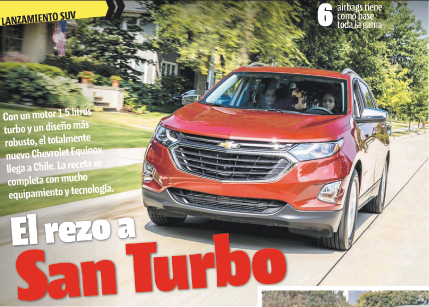 LANZAMIENTO SUV
6 airbags tiene
como base
toda la gama
Con un motor 1.5 litros
turbo y un diseño más
robusto, el totalmente
nuevo Chevrolet Equinox
llega a Chile. La receta se
completa con mucho
equipamiento y tecnología.
El rezo a
San Turbo